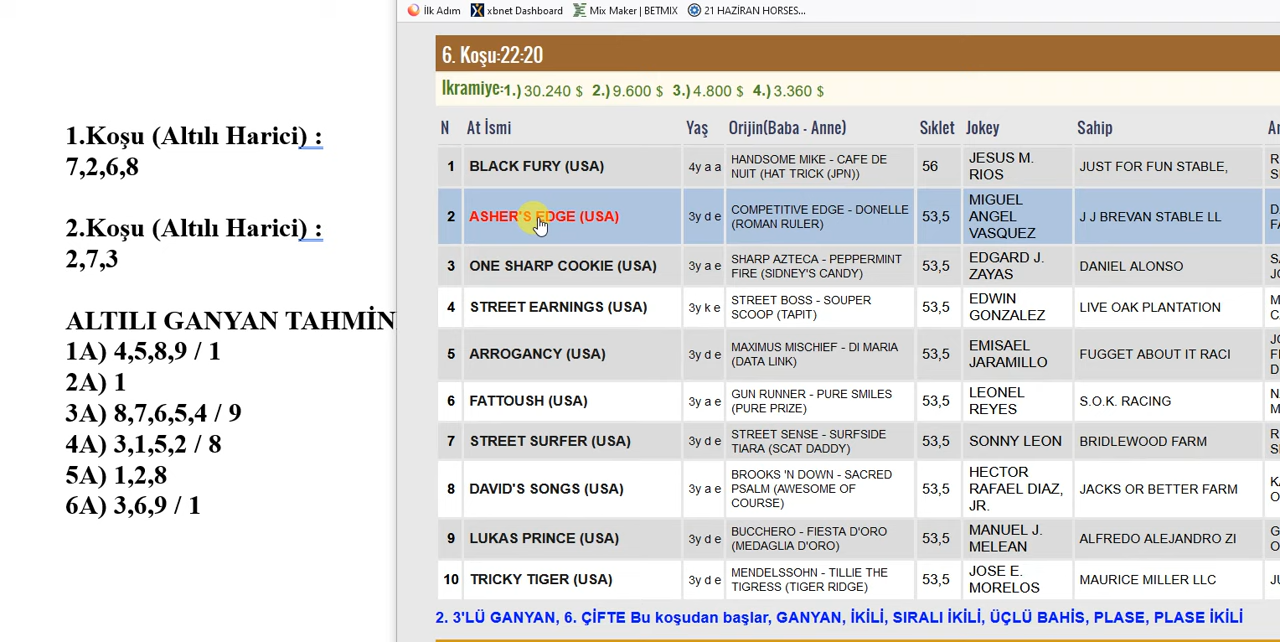 İlk Adım xbnet Dashboard Mix Maker | BETMIX 21 HAZİRAN HORSES...
1.Koşu (Altılı Harici) :
7,2,6,8
2.Koşu (Altılı Harici) :
2,7,3
ALTILI GANYAN TAHMİN
1A) 4,5,8,9 / 1
2A) 1
3A) 8,7,6,5,4 / 9
4A) 3,1,5,2 / 8
5A) 1,2,8
6A) 3,6,9 / 1
6. Koşu:22:20
Ikramiye:1.) 30.240 $ 2.) 9.600 $ 3.) 4.800 $ 4.) 3.360 $
N At İsmi Yaş Orijin(Baba - Anne) Sıklet Jokey Sahip
1 BLACK FURY (USA) 4y a a HANDSOME MIKE - CAFE DE
NUIT (HAT TRICK (JPN)) 56 JESUS M.
RIOS JUST FOR FUN STABLE,
2 ASHER'S EDGE (USA) 3y d e COMPETITIVE EDGE - DONELLE
(ROMAN RULER) 53,5 MIGUEL
ANGEL
VASQUEZ J J BREVAN STABLE LL
3 ONE SHARP COOKIE (USA) 3y a e SHARP AZTECA - PEPPERMINT
FIRE (SIDNEY'S CANDY) 53,5 EDGARD J.
ZAYAS DANIEL ALONSO
4 STREET EARNINGS (USA) 3y k e STREET BOSS - SOUPER
SCOOP (TAPIT) 53,5 EDWIN
GONZALEZ LIVE OAK PLANTATION
5 ARROGANCY (USA) 3y d e MAXIMUS MISCHIEF - DI MARIA
(DATA LINK) 53,5 EMISAEL
JARAMILLO FUGGET ABOUT IT RACI
6 FATTOUSH (USA) 3y a e GUN RUNNER - PURE SMILES
(PURE PRIZE) 53,5 LEONEL
REYES S.O.K. RACING
7 STREET SURFER (USA) 3y d e STREET SENSE - SURFSIDE
TIARA (SCAT DADDY) 53,5 SONNY LEON BRIDLEWOOD FARM
8 DAVID'S SONGS (USA) 3y a e BROOKS 'N DOWN - SACRED
PSALM (AWESOME OF
COURSE) 53,5 HECTOR
RAFAEL DIAZ,
JR. JACKS OR BETTER FARM
9 LUKAS PRINCE (USA) 3y d e BUCCHERO - FIESTA D'ORO
(MEDAGLIA D'ORO) 53,5 MANUEL J.
MELEAN ALFREDO ALEJANDRO ZI
10 TRICKY TIGER (USA) 3y d e MENDELSSOHN - TILLIE THE
TIGRESS (TIGER RIDGE) 53,5 JOSE E.
MORELOS MAURICE MILLER LLC
2. 3'LÜ GANYAN, 6. ÇİFTE Bu koşudan başlar, GANYAN, İKİLİ, SIRALI İKİLİ, ÜÇLÜ BAHİS, PLASE, PLASE İKİLİ